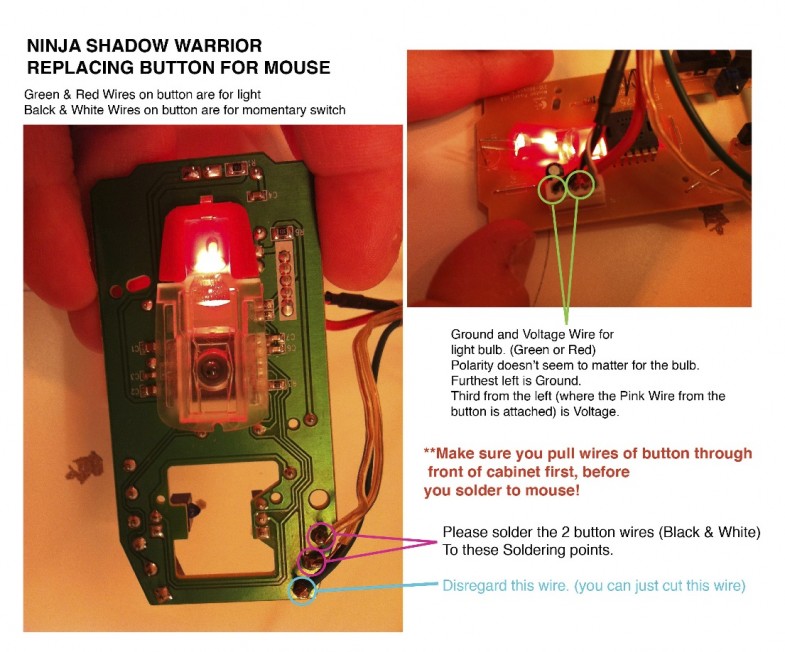 NINJA SHADOW WARRIOR
REPLACING BUTTON FOR MOUSE
Green & Red Wires on button are for light
Balck & White Wires on button are for momentary switch
Ground and Voltage Wire for
light bulb. (Green or Red)
Polarity doesn't seem to matter for the bulb.
Furthest left is Ground.
Third from the left (where the Pink Wire from the
button is attached) is Voltage.
**Make sure you pull wires of button through
front of cabinet first, before
you solder to mouse!
Please solder the 2 button wires (Black & White)
To these Soldering points.
Disregard this wire. (you can just cut this wire)